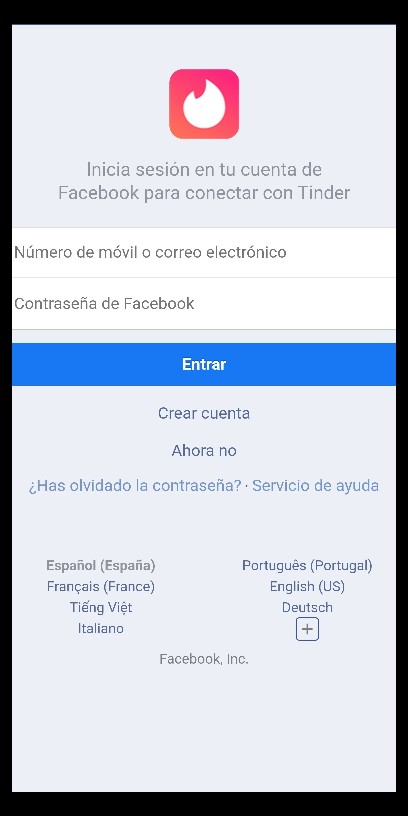 Inicia sesión en tu cuenta de
Facebook para conectar con Tinder
Número de móvil o correo electrónico
Contraseña de Facebook
Entrar
Crear cuenta
Ahora no
¿Has olvidado la contraseña? · Servicio de ayuda
Español (España) Português (Portugal)
Français (France) English (US)
Tiếng Việt Deutsch
Italiano +
Facebook, Inc.